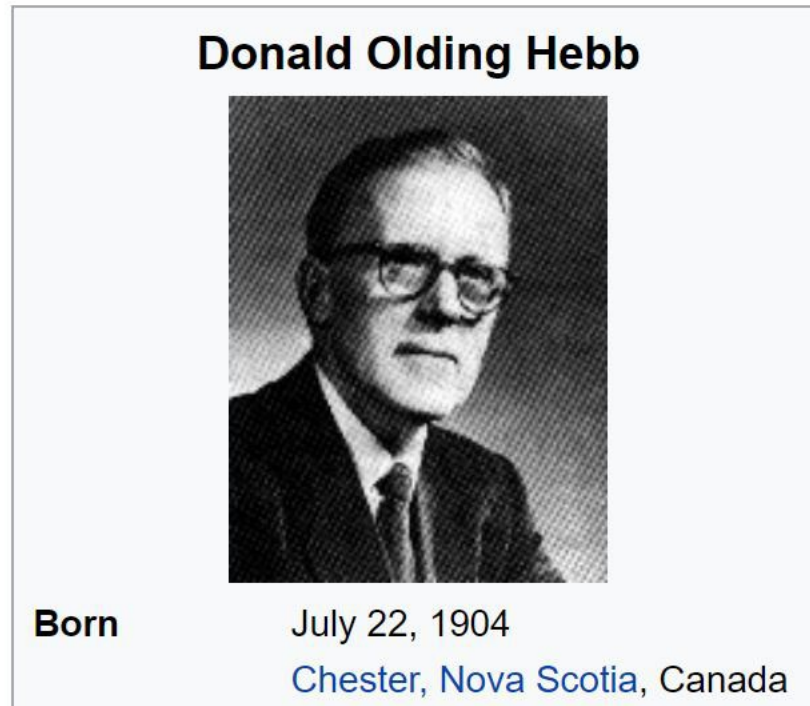 Donald Olding Hebb
Born July 22, 1904
Chester, Nova Scotia, Canada